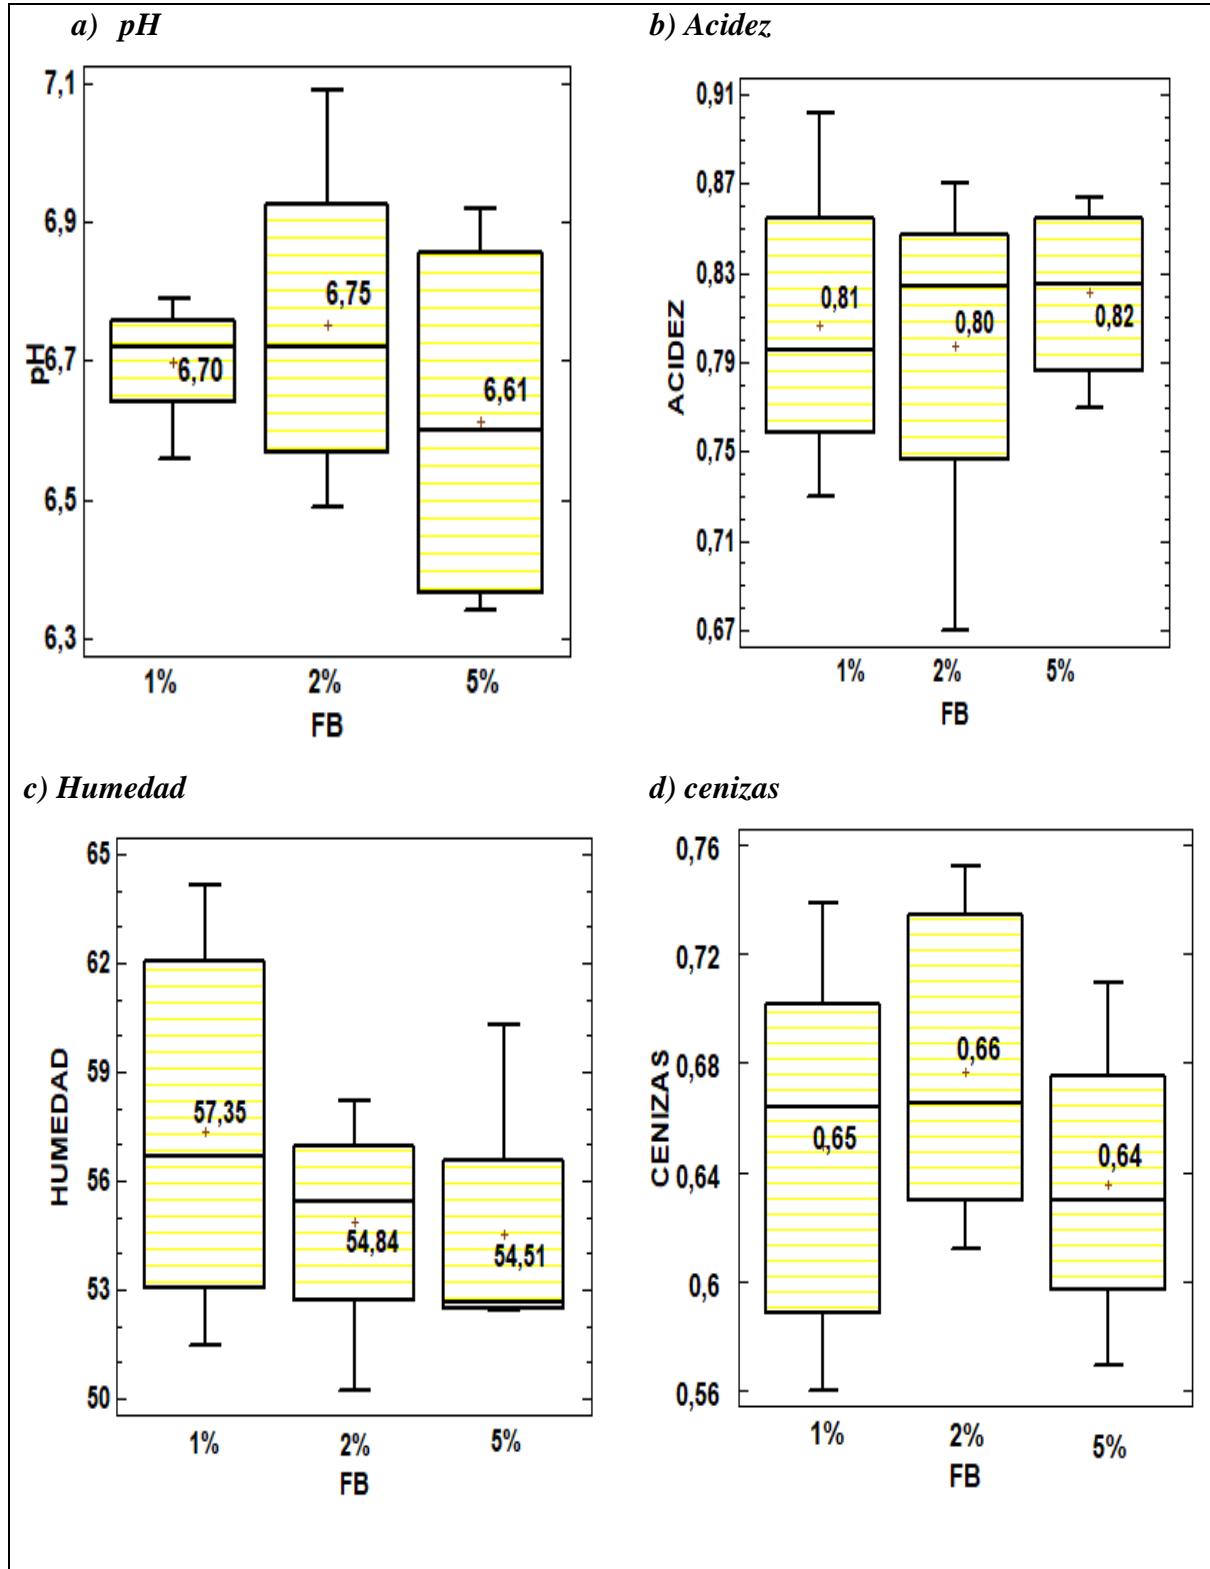 a) pH
7,1
6,9
6,7
6,5
6,3
pH
6,70
6,75
6,61
1% 2% 5%
FB
b) Acidez
0,91
0,87
0,83
0,79
0,75
0,71
0,67
ACIDEZ
0,81
0,80
0,82
1% 2% 5%
FB
c) Humedad
65
62
59
56
53
50
HUMEDAD
57,35
54,84
54,51
1% 2% 5%
FB
d) cenizas
0,76
0,72
0,68
0,64
0,6
0,56
CENIZAS
0,65
0,66
0,64
1% 2% 5%
FB